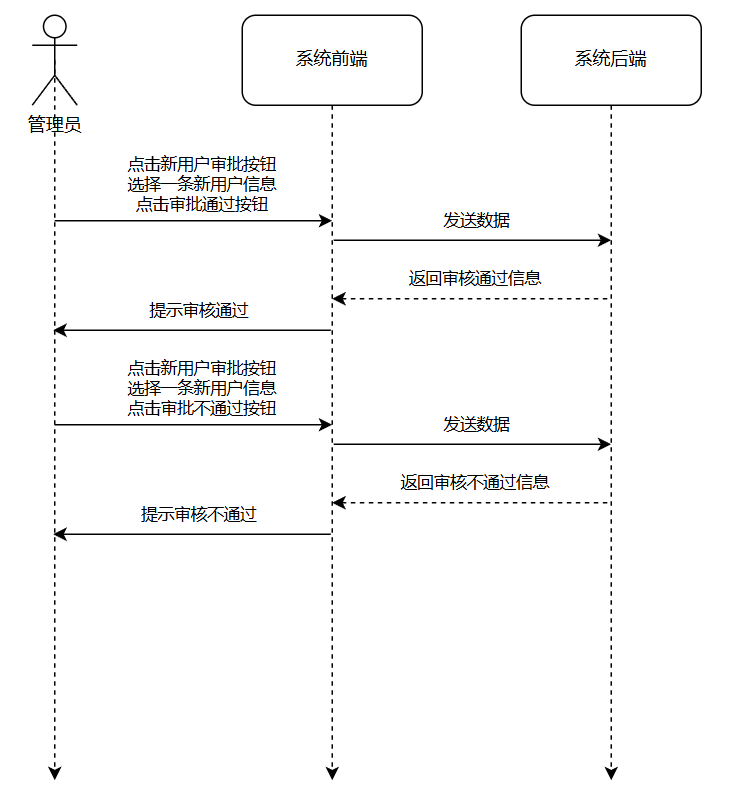 系统前端
系统后端
管理员
点击新用户审批按钮
选择一条新用户信息
点击审批通过按钮
发送数据
返回审核通过信息
提示审核通过
点击新用户审批按钮
选择一条新用户信息
点击审批不通过按钮
发送数据
返回审核不通过信息
提示审核不通过